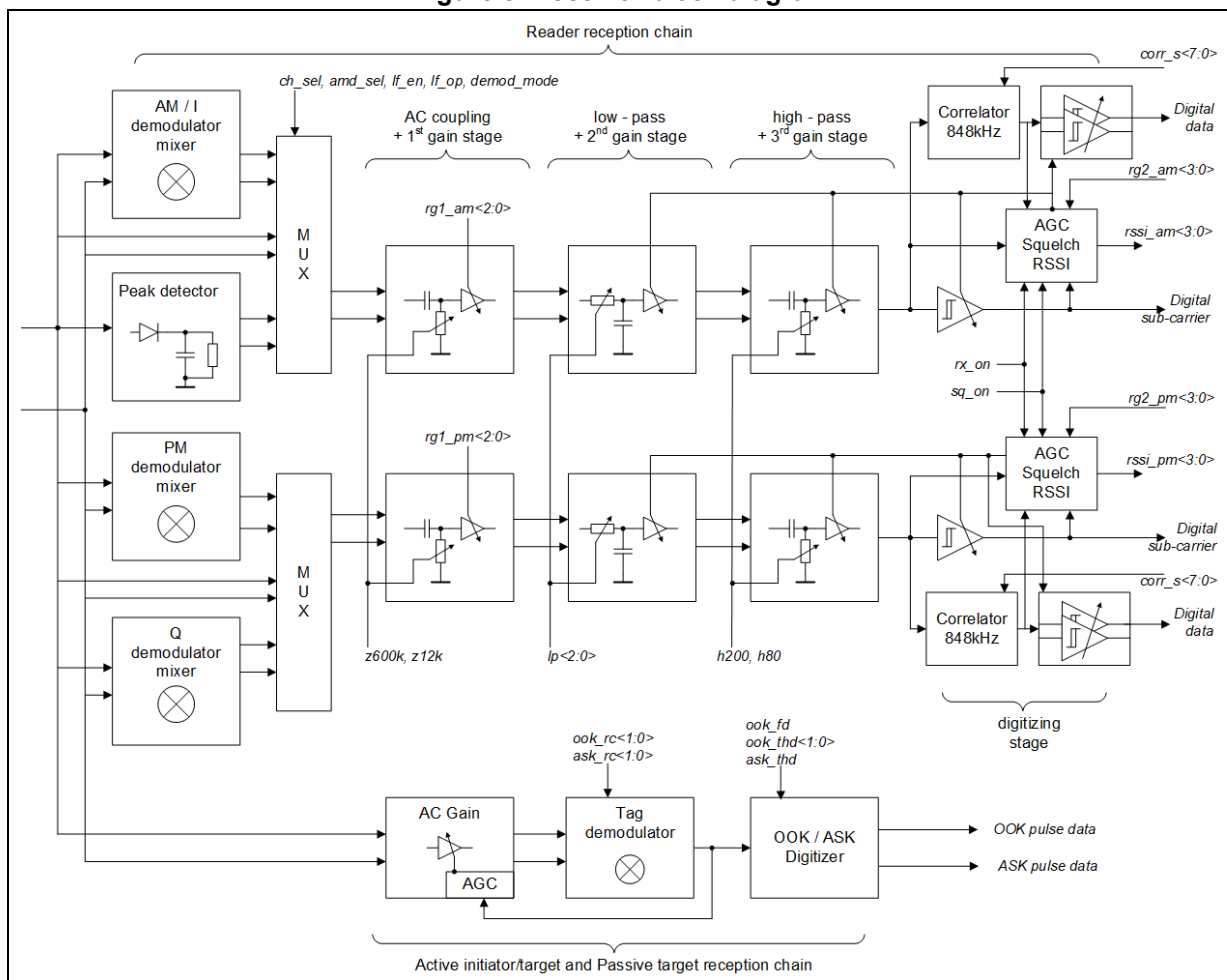 Reader reception chain
corr_s<7:0>
ch_sel, amd_sel, lf_en, lf_op, demod_mode
AM / I
demodulator
mixer
AC coupling
+ 1st gain stage
low - pass
+ 2nd gain stage
high - pass
+ 3rd gain stage
Correlator
848kHz
Digital
data
rg2_am<3:0>
M
U
X
rg1_am<2:0>
AGC
Squelch
RSSI
rssi_am<3:0>
Peak detector
Digital
sub-carrier
rx_on
sq_on
rg2_pm<3:0>
PM
demodulator
mixer
rg1_pm<2:0>
AGC
Squelch
RSSI
rssi_pm<3:0>
M
U
X
Digital
sub-carrier
corr_s<7:0>
Q
demodulator
mixer
Correlator
848kHz
Digital
data
z600k, z12k
lp<2:0>
h200, h80
digitizing
stage
ook_rc<1:0>
ask_rc<1:0>
ook_fd
ook_thd<1:0>
ask_thd
AC Gain
AGC
Tag
demodulator
OOK / ASK
Digitizer
OOK pulse data
ASK pulse data
Active initiator/target and Passive target reception chain